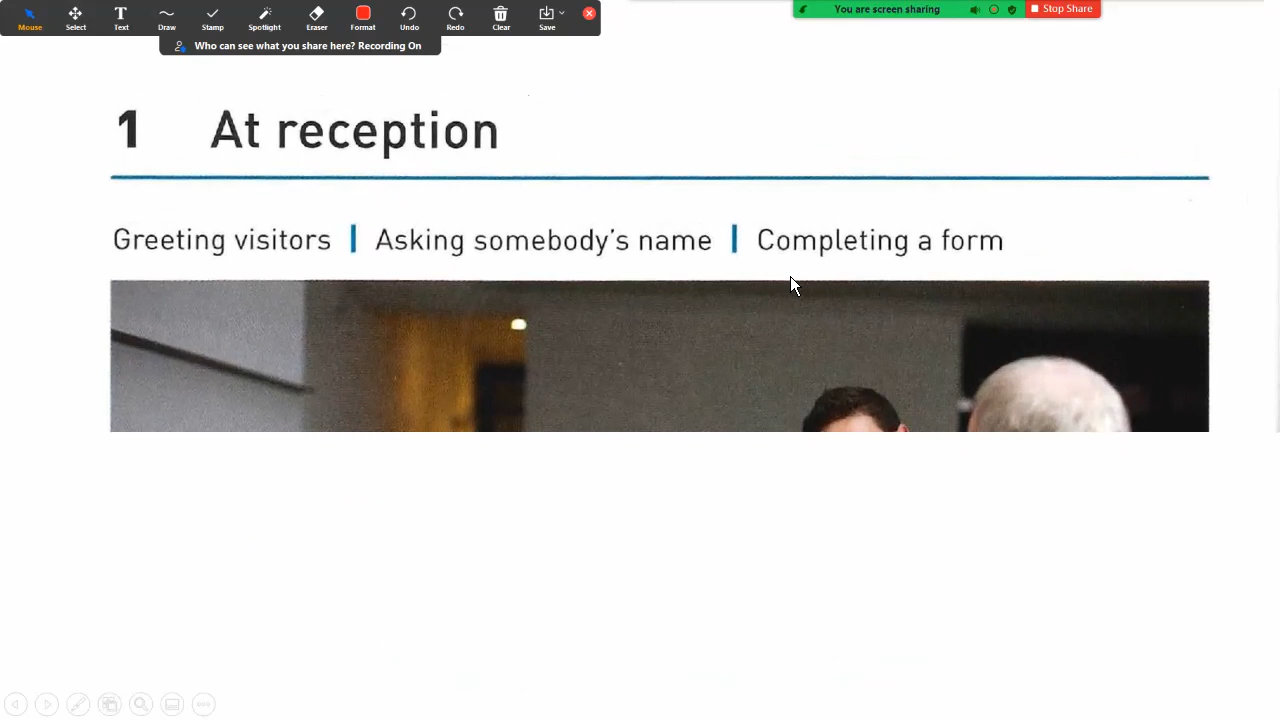 Mouse Select Text Draw Stamp Spotlight Eraser Format Undo Redo Clear Save
You are screen sharing Stop Share
Who can see what you share here? Recording On
1 At reception
Greeting visitors | Asking somebody's name | Completing a form